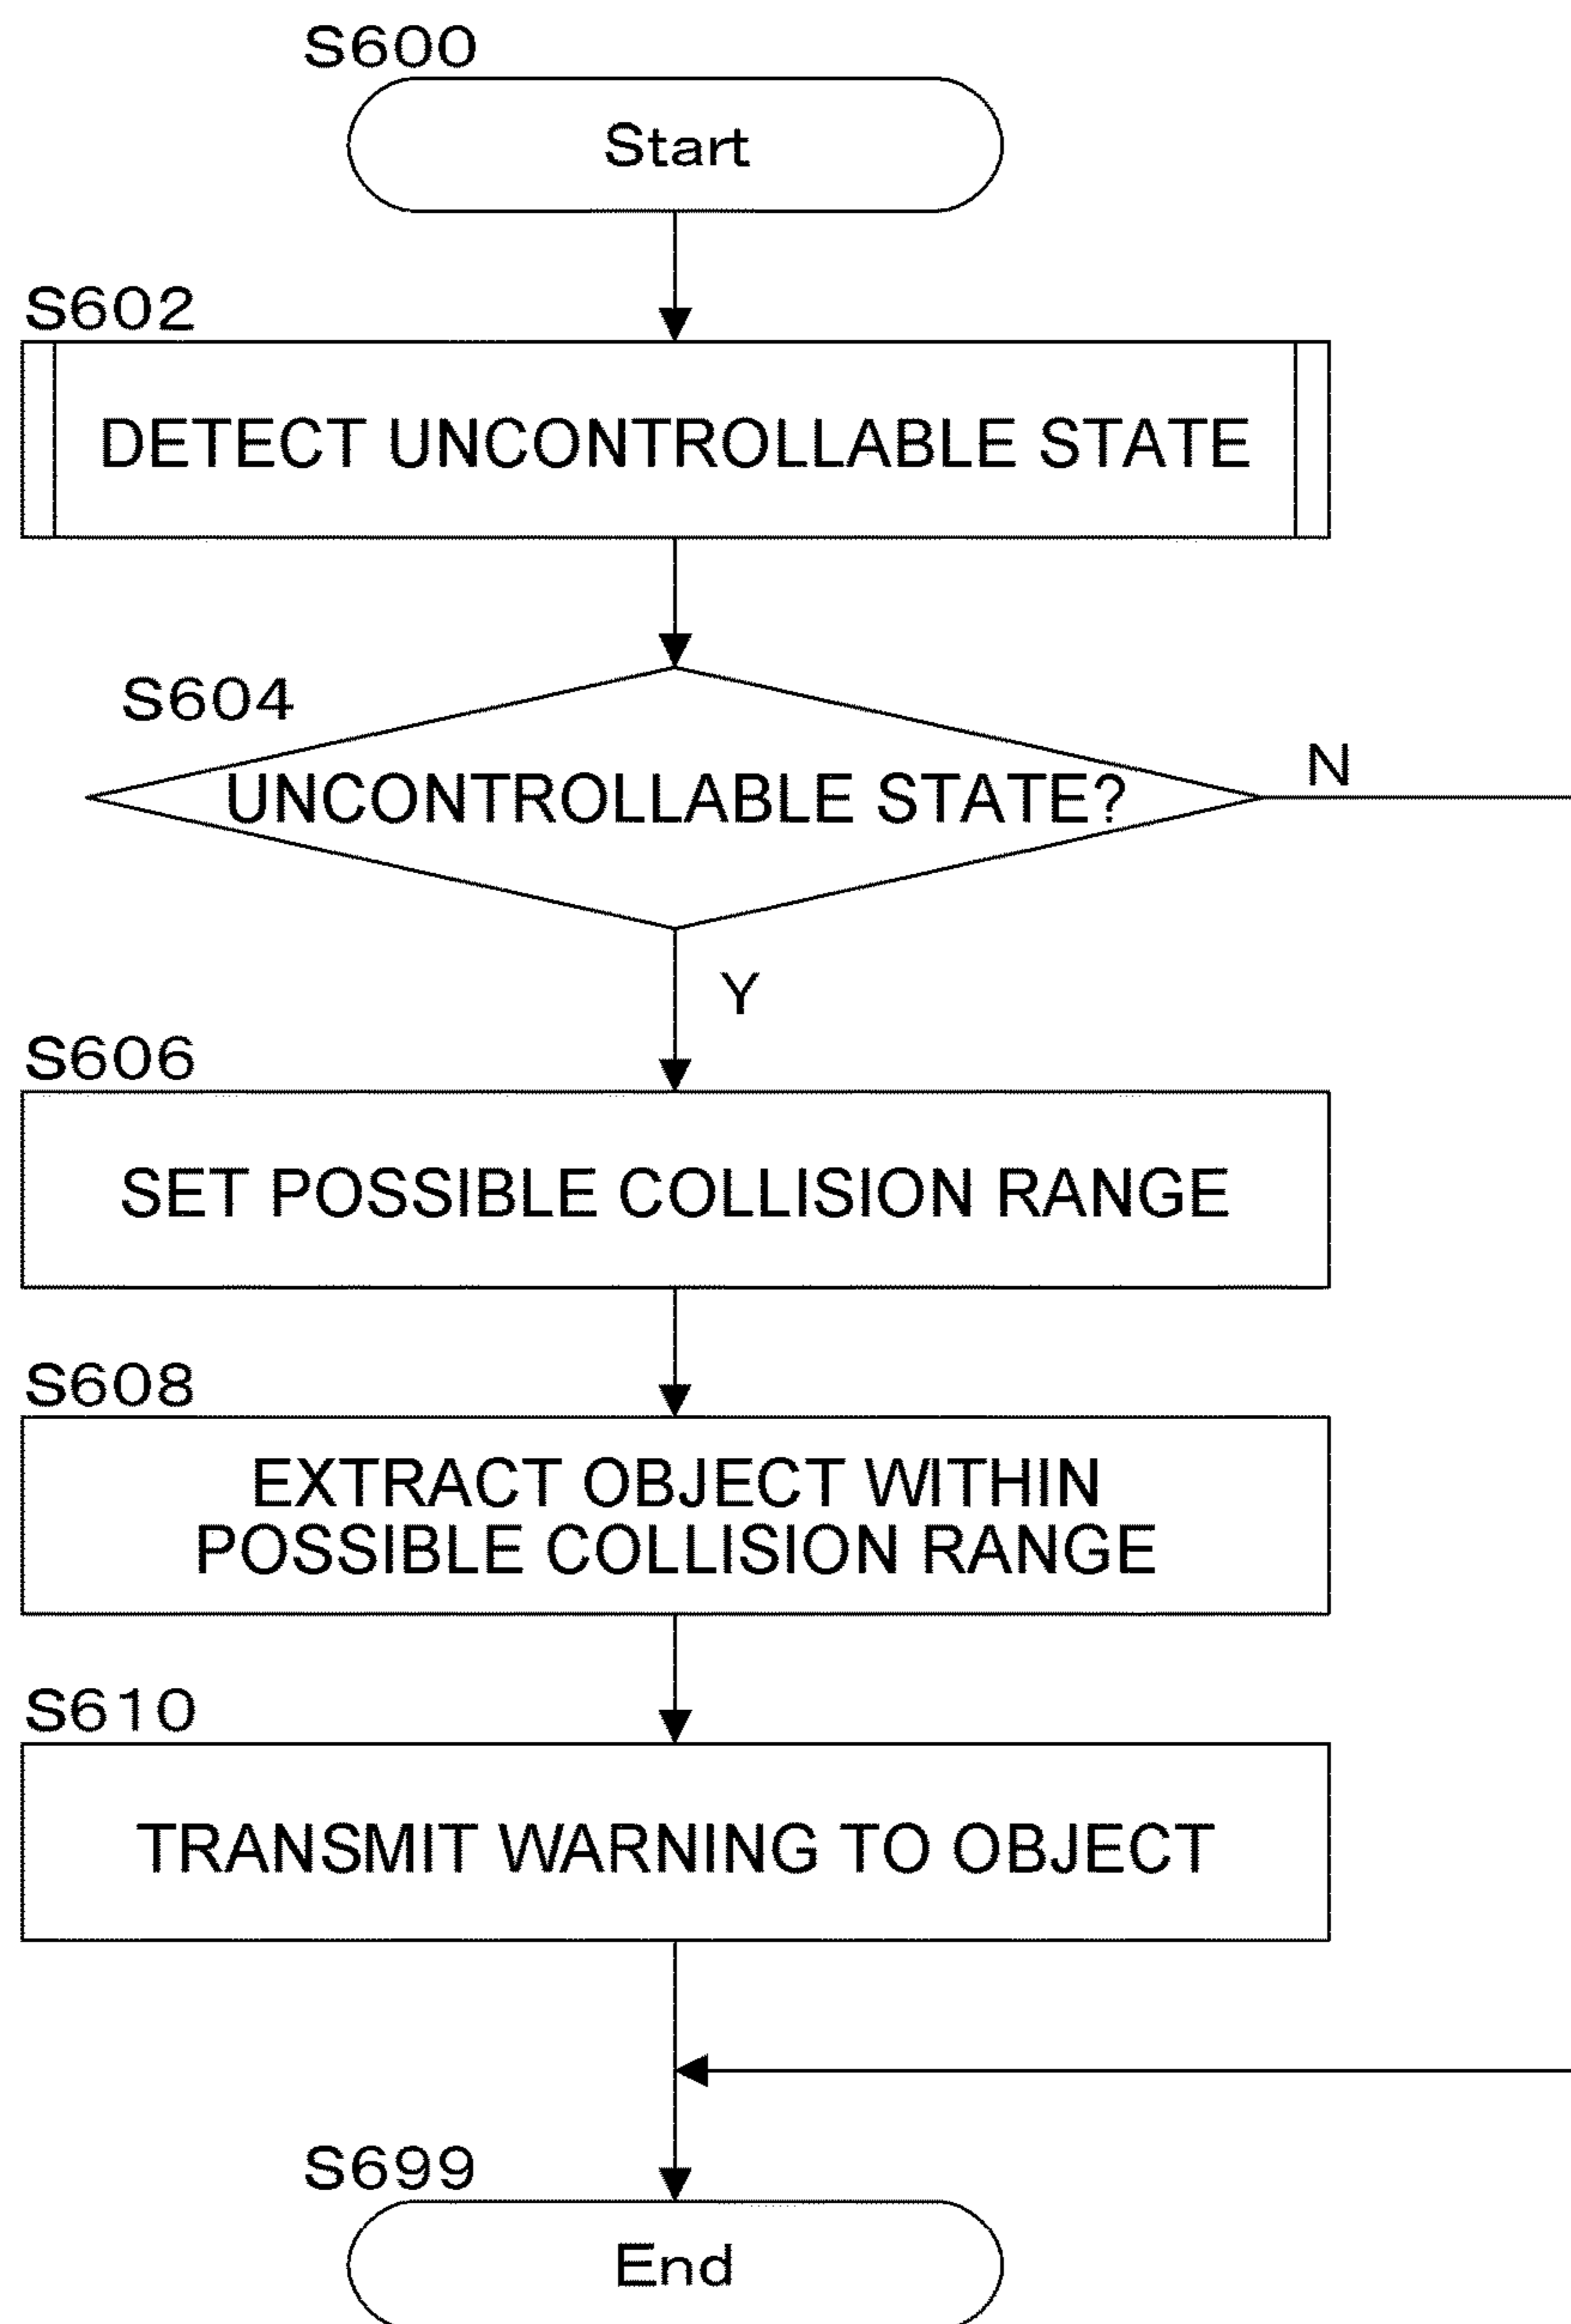 S600
Start
S602
DETECT UNCONTROLLABLE STATE
S604
UNCONTROLLABLE STATE?
N
Y
S606
SET POSSIBLE COLLISION RANGE
S608
EXTRACT OBJECT WITHIN
POSSIBLE COLLISION RANGE
S610
TRANSMIT WARNING TO OBJECT
S699
End